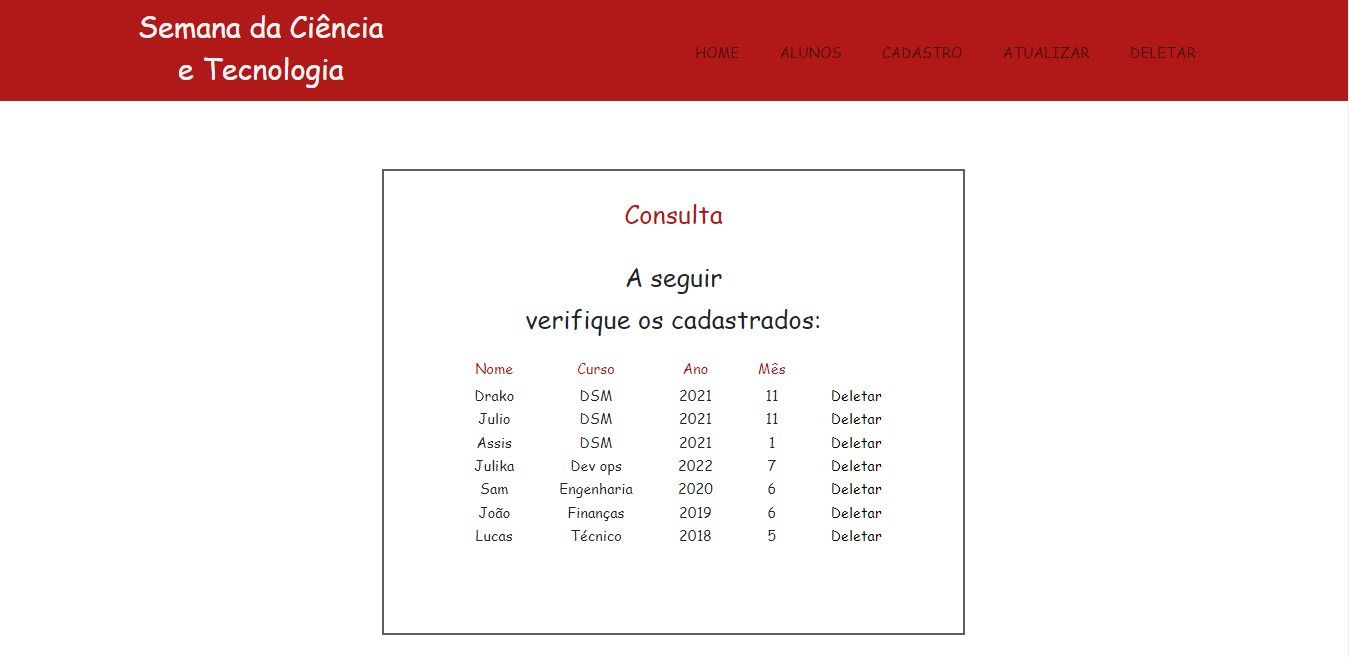 Semana da Ciência
e Tecnologia
HOME ALUNOS CADASTRO ATUALIZAR DELETAR
Consulta
A seguir
verifique os cadastrados:
Nome Curso Ano Mês
Drako DSM 2021 11 Deletar
Julio DSM 2021 11 Deletar
Assis DSM 2021 1 Deletar
Julika Dev ops 2022 7 Deletar
Sam Engenharia 2020 6 Deletar
João Finanças 2019 6 Deletar
Lucas Técnico 2018 5 Deletar